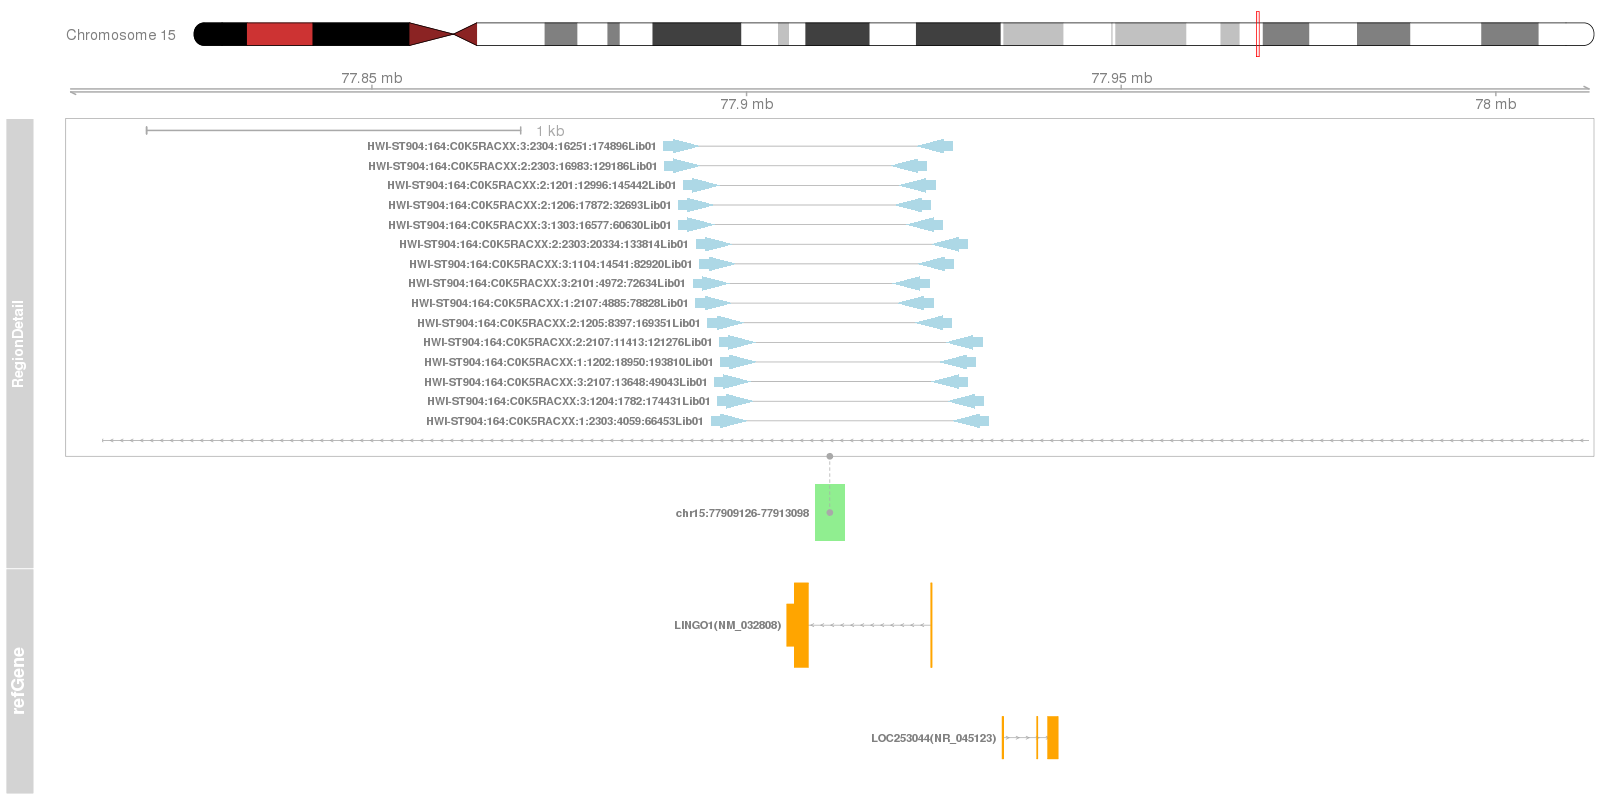 Chromosome 15
77.85 mb
77.95 mb
77.9 mb
78 mb
1 kb
HWI-ST904:164:C0K5RACXX:3:2304:16251:174896Lib01
HWI-ST904:164:C0K5RACXX:2:2303:16983:129186Lib01
HWI-ST904:164:C0K5RACXX:2:1201:12996:145442Lib01
HWI-ST904:164:C0K5RACXX:2:1206:17872:32693Lib01
HWI-ST904:164:C0K5RACXX:3:1303:16577:60630Lib01
HWI-ST904:164:C0K5RACXX:2:2303:20334:133814Lib01
HWI-ST904:164:C0K5RACXX:3:1104:14541:82920Lib01
HWI-ST904:164:C0K5RACXX:3:2101:4972:72634Lib01
HWI-ST904:164:C0K5RACXX:1:2107:4885:78828Lib01
HWI-ST904:164:C0K5RACXX:2:1205:8397:169351Lib01
HWI-ST904:164:C0K5RACXX:2:2107:11413:121276Lib01
HWI-ST904:164:C0K5RACXX:1:1202:18950:193810Lib01
HWI-ST904:164:C0K5RACXX:3:2107:13648:49043Lib01
HWI-ST904:164:C0K5RACXX:3:1204:1782:174431Lib01
HWI-ST904:164:C0K5RACXX:1:2303:4059:66453Lib01
RegionDetail
chr15:77909126-77913098
refGene
LINGO1(NM_032808)
LOC253044(NR_045123)